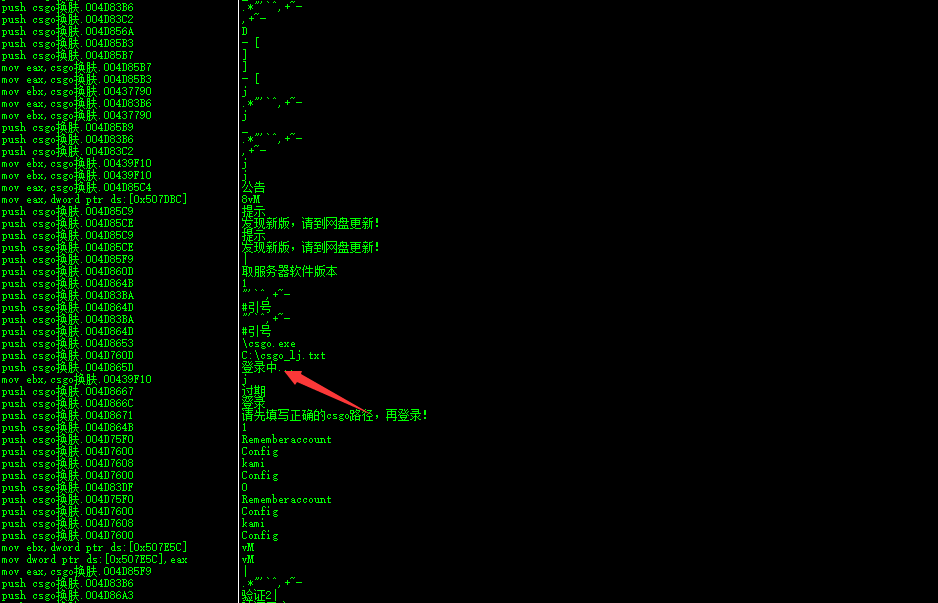 push csgo换肤.004D83B6 .*"'`^,+~-
push csgo换肤.004D83C2 ,+~-
push csgo换肤.004D856A D
push csgo换肤.004D85B3 - [
push csgo换肤.004D85B7 ]
mov eax,csgo换肤.004D85B7 ]
mov eax,csgo换肤.004D85B3 - [
mov ebx,csgo换肤.00437790 j
mov eax,csgo换肤.004D83B6 .*"'`^,+~-
mov ebx,csgo换肤.00437790 j
push csgo换肤.004D85B9 _
push csgo换肤.004D83B6 .*"'`^,+~-
push csgo换肤.004D83C2 ,+~-
mov ebx,csgo换肤.00439F10 j
mov ebx,csgo换肤.00439F10 j
mov eax,csgo换肤.004D85C4 公告
mov eax,dword ptr ds:[0x507DBC] 8vM
push csgo换肤.004D85C9 提示
push csgo换肤.004D85CE 发现新版，请到网盘更新!
push csgo换肤.004D85C9 提示
push csgo换肤.004D85CE 发现新版，请到网盘更新!
push csgo换肤.004D85F9 |
push csgo换肤.004D860D 取服务器软件版本
push csgo换肤.004D864B 1
push csgo换肤.004D83BA "'`^,+~-
push csgo换肤.004D864D #引号
push csgo换肤.004D83BA "'`^,+~-
push csgo换肤.004D864D #引号
push csgo换肤.004D8653 \csgo.exe
push csgo换肤.004D760D C:\csgo_lj.txt
push csgo换肤.004D865D 登录中...
mov ebx,csgo换肤.00439F10 j
push csgo换肤.004D8667 过期
push csgo换肤.004D866C 登录
push csgo换肤.004D8671 请先填写正确的csgo路径，再登录!
push csgo换肤.004D864B 1
push csgo换肤.004D75F0 Rememberaccount
push csgo换肤.004D7600 Config
push csgo换肤.004D7608 kami
push csgo换肤.004D7600 Config
push csgo换肤.004D83DF 0
push csgo换肤.004D75F0 Rememberaccount
push csgo换肤.004D7600 Config
push csgo换肤.004D7608 kami
push csgo换肤.004D7600 Config
mov ebx,dword ptr ds:[0x507E5C] vM
mov dword ptr ds:[0x507E5C],eax vM
mov eax,csgo换肤.004D85F9 |
push csgo换肤.004D83B6 .*"'`^,+~-
push csgo换肤.004D86A3 验证2|